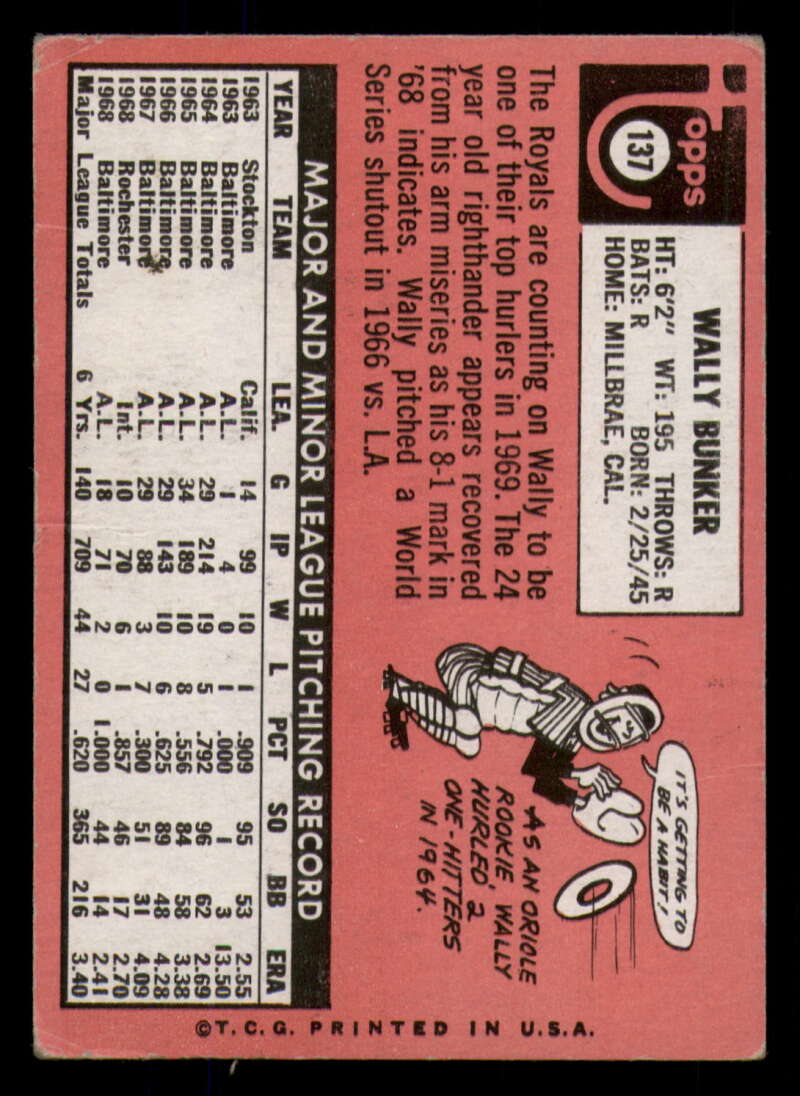 Topps
137
WALLY BUNKER
HT: 6'2" WT: 195 THROWS: R
BATS: R BORN: 2/25/45
HOME: MILLBRAE, CAL.
The Royals are counting on Wally to be
one of their top hurlers in 1969. The 24
year old righthander appears recovered
from his arm miseries as his 8-1 mark in
'68 indicates. Wally pitched a World
Series shutout in 1966 vs. L.A.
IT'S GETTING TO
BE A HABIT!
AS AN ORIOLE
ROOKIE WALLY
HURLED 2
ONE-HITTERS
IN 1964.
MAJOR AND MINOR LEAGUE PITCHING RECORD
YEAR TEAM LEA. G IP W L PCT SO BB ERA
1963 Stockton Calif. 14 99 10 1 .909 95 53 2.55
1963 Baltimore A.L. 1 4 0 1 .000 1 3 13.50
1964 Baltimore A.L. 29 214 19 5 .792 96 62 2.69
1965 Baltimore A.L. 34 189 10 8 .556 84 58 3.38
1966 Baltimore A.L. 29 143 10 6 .625 89 48 4.28
1967 Baltimore A.L. 29 88 3 7 .300 51 31 4.09
1968 Rochester Int. 10 70 6 1 .857 46 17 2.70
1968 Baltimore A.L. 18 71 2 0 1.000 44 14 2.41
Major League Totals 6 Yrs. 140 709 44 27 .620 365 216 3.40
©T.C.G. PRINTED IN U.S.A.